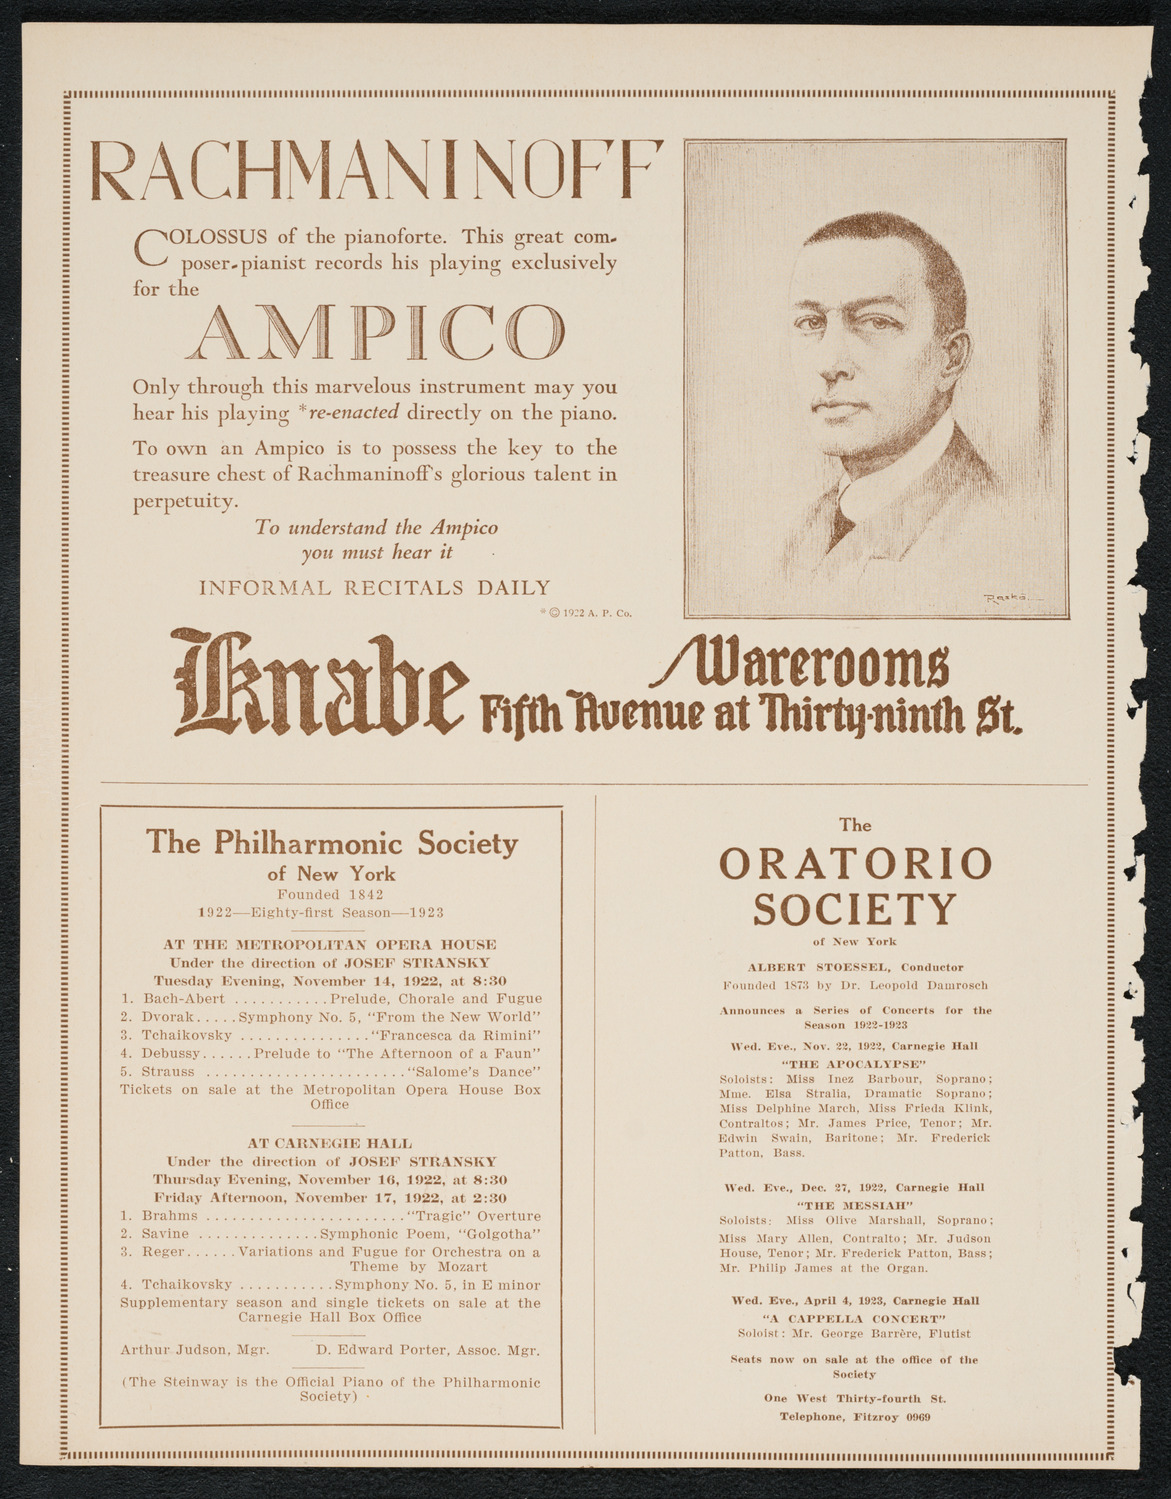 RACHMANINOFF
COLOSSUS of the pianoforte. This great com-
poser-pianist records his playing exclusively
for the
AMPICO
Only through this marvelous instrument may you
hear his playing *re-enacted directly on the piano.
To own an Ampico is to possess the key to the
treasure chest of Rachmaninoff's glorious talent in
perpetuity.
To understand the Ampico
you must hear it
INFORMAL RECITALS DAILY
* © 1922 A. P. Co.
Rasko
Knabe Warerooms
Fifth Avenue at Thirty-ninth St.
The Philharmonic Society
of New York
Founded 1842
1922—Eighty-first Season—1923
AT THE METROPOLITAN OPERA HOUSE
Under the direction of JOSEF STRANSKY
Tuesday Evening, November 14, 1922, at 8:30
1. Bach-Abert ...........Prelude, Chorale and Fugue
2. Dvorak.....Symphony No. 5, "From the New World"
3. Tchaikovsky ..............."Francesca da Rimini"
4. Debussy......Prelude to "The Afternoon of a Faun"
5. Strauss ......................."Salome's Dance"
Tickets on sale at the Metropolitan Opera House Box
Office
AT CARNEGIE HALL
Under the direction of JOSEF STRANSKY
Thursday Evening, November 16, 1922, at 8:30
Friday Afternoon, November 17, 1922, at 2:30
1. Brahms ......................."Tragic" Overture
2. Savine ..............Symphonic Poem, "Golgotha"
3. Reger......Variations and Fugue for Orchestra on a
Theme by Mozart
4. Tchaikovsky ...........Symphony No. 5, in E minor
Supplementary season and single tickets on sale at the
Carnegie Hall Box Office
Arthur Judson, Mgr. D. Edward Porter, Assoc. Mgr.
(The Steinway is the Official Piano of the Philharmonic
Society)
The
ORATORIO
SOCIETY
of New York
ALBERT STOESSEL, Conductor
Founded 1873 by Dr. Leopold Damrosch
Announces a Series of Concerts for the
Season 1922-1923
Wed. Eve., Nov. 22, 1922, Carnegie Hall
"THE APOCALYPSE"
Soloists: Miss Inez Barbour, Soprano;
Mme. Elsa Stralia, Dramatic Soprano;
Miss Delphine March, Miss Frieda Klink,
Contraltos; Mr. James Price, Tenor; Mr.
Edwin Swain, Baritone; Mr. Frederick
Patton, Bass.
Wed. Eve., Dec. 27, 1922, Carnegie Hall
"THE MESSIAH"
Soloists: Miss Olive Marshall, Soprano;
Miss Mary Allen, Contralto; Mr. Judson
House, Tenor; Mr. Frederick Patton, Bass;
Mr. Philip James at the Organ.
Wed. Eve., April 4, 1923, Carnegie Hall
"A CAPPELLA CONCERT"
Soloist: Mr. George Barrère, Flutist
Seats now on sale at the office of the
Society
One West Thirty-fourth St.
Telephone, Fitzroy 0969